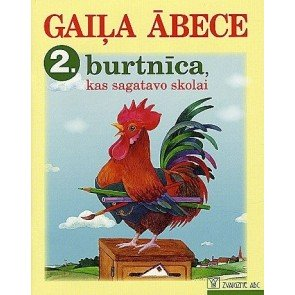 GAIĻA ĀBECE
2. burtnīca,
kas sagatavo skolai
ZVAIGZNE ABC